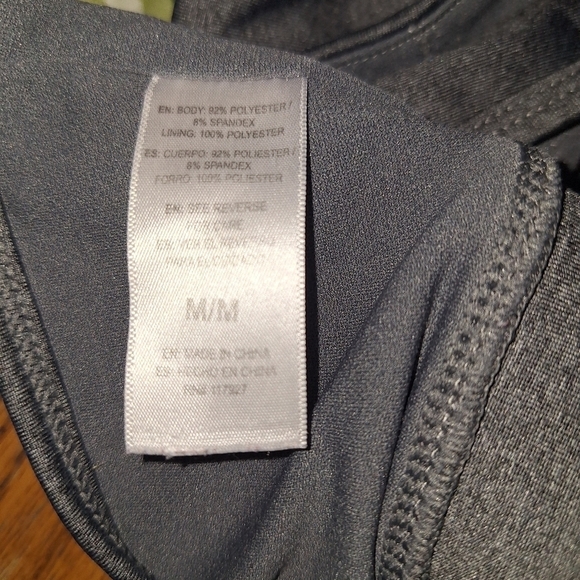 EN: BODY: 92% POLYESTER /
8% SPANDEX
LINING: 100% POLYESTER
ES: CUERPO: 92% POLIESTER /
8% SPANDEX
FORRO: 100% POLIESTER
EN: SEE REVERSE
FOR CARE
ES: VER EL REVERSO
PARA EL CUIDADO
M/M
EN: MADE IN CHINA
ES: HECHO EN CHINA
RN# 117927